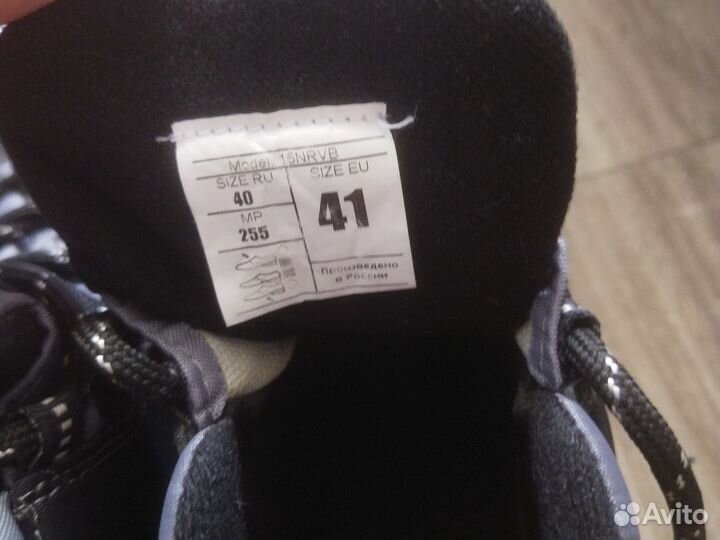 Model, 15NRVB
SIZE RU
40
MP
255
SIZE EU
41
Произведено
в России
Avito